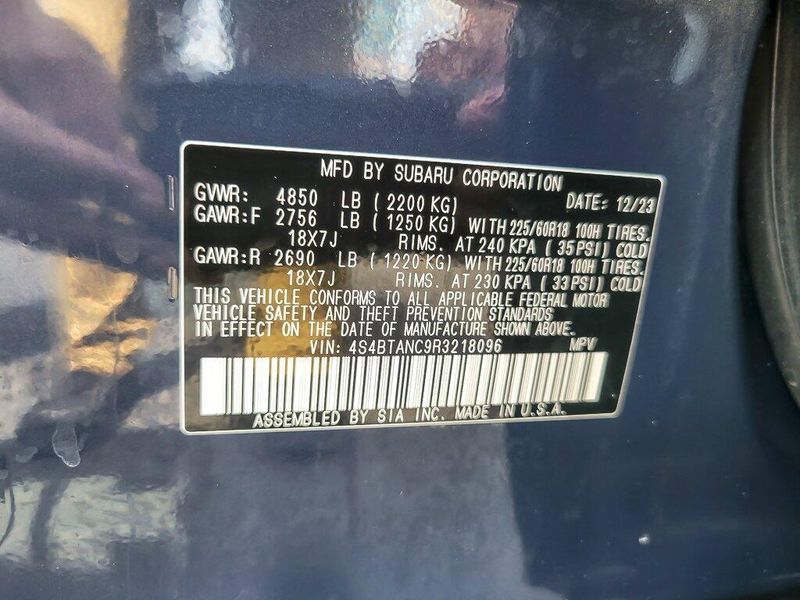 MFD BY SUBARU CORPORATION
GVWR: 4850 LB ( 2200 KG) DATE: 12/23
GAWR:F 2756 LB ( 1250 KG) WITH 225/60R18 100H TIRES.
18X7J RIMS. AT 240 KPA ( 35PSI) COLD
GAWR:R 2690 LB ( 1220 KG) WITH 225/60R18 100H TIRES.
18X7J RIMS. AT 230 KPA ( 33PSI) COLD
THIS VEHICLE CONFORMS TO ALL APPLICABLE FEDERAL MOTOR
VEHICLE SAFETY AND THEFT PREVENTION STANDARDS
IN EFFECT ON THE DATE OF MANUFACTURE SHOWN ABOVE.
VIN: 4S4BTANC9R3218096 MPV
ASSEMBLED BY SIA INC. MADE IN U.S.A.